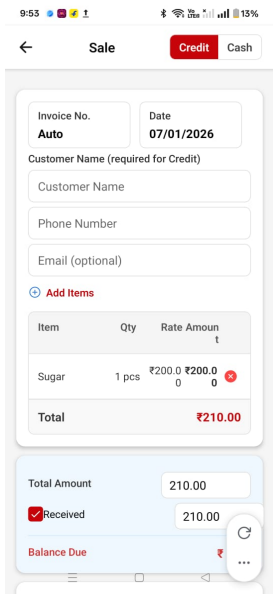 9:53 13%
Sale Credit Cash
Invoice No. Date
Auto 07/01/2026
Customer Name (required for Credit)
Customer Name
Phone Number
Email (optional)
Add Items
Item Qty Rate Amoun
t
Sugar 1 pcs ₹200.0 ₹200.0
0 0
Total ₹210.00
Total Amount 210.00
Received 210.00
Balance Due ₹